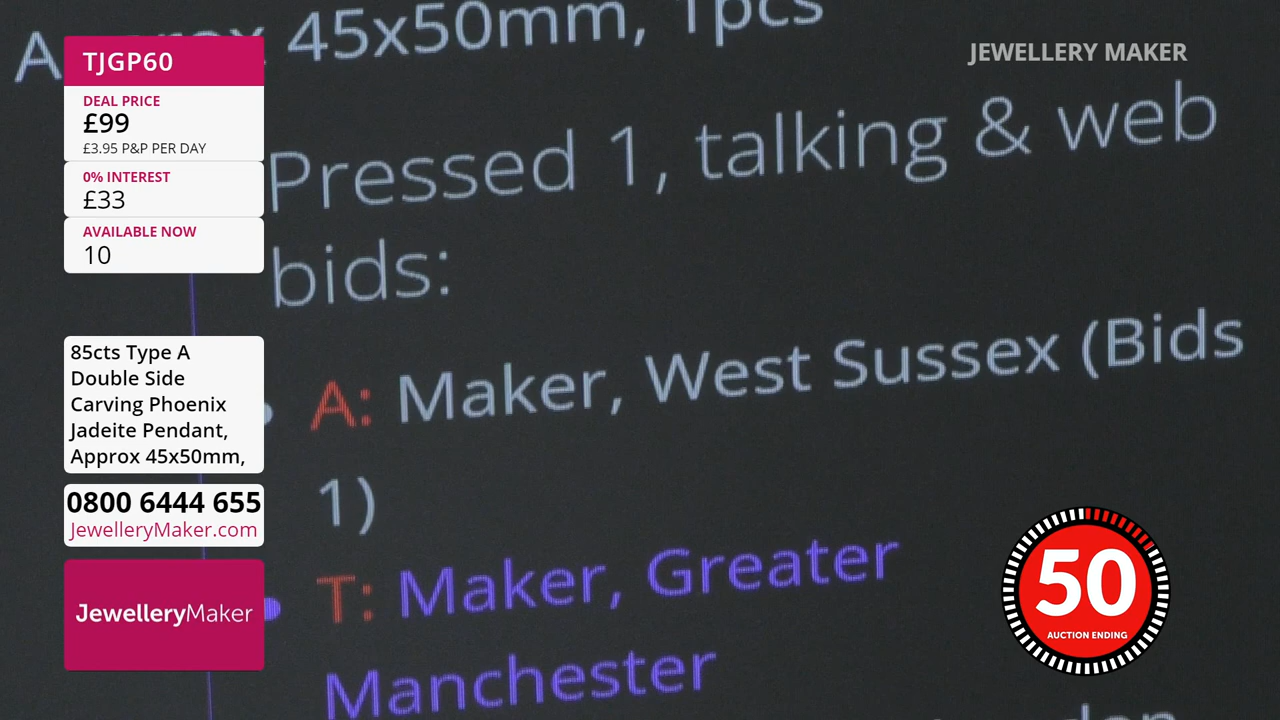 TJGP60
DEAL PRICE
£99
£3.95 P&P PER DAY
0% INTEREST
£33
AVAILABLE NOW
10
85cts Type A
Double Side
Carving Phoenix
Jadeite Pendant,
Approx 45x50mm,
0800 6444 655
JewelleryMaker.com
JewelleryMaker
JEWELLERY MAKER
45x50mm, 1pcs
Pressed 1, talking & web
bids:
A: Maker, West Sussex (Bids
1)
T: Maker, Greater
Manchester
50
AUCTION ENDING